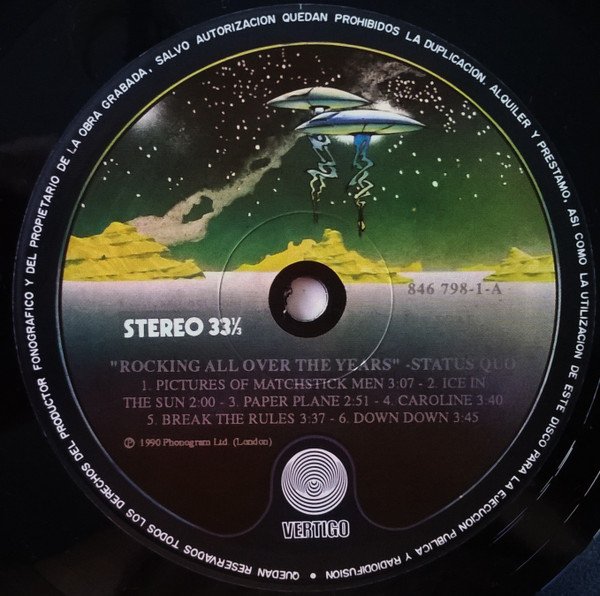 QUEDAN RESERVADOS TODOS LOS DERECHOS DEL PRODUCTOR FONOGRAFICO Y DEL PROPIETARIO DE LA OBRA GRABADA, SALVO AUTORIZACION QUEDAN PROHIBIDOS LA DUPLICACION, ALQUILER Y PRESTAMO, ASI COMO LA UTILIZACION DE ESTE DISCO PARA LA EJECUCION PUBLICA Y RADIODIFUSION •
846 798-1-A
STEREO 33⅓
"ROCKING ALL OVER THE YEARS" -STATUS QUO
1. PICTURES OF MATCHSTICK MEN 3:07 - 2. ICE IN
THE SUN 2:00 - 3. PAPER PLANE 2:51 - 4. CAROLINE 3:40
5. BREAK THE RULES 3:37 - 6. DOWN DOWN 3:45
℗ 1990 Phonogram Ltd. (London)
VERTIGO